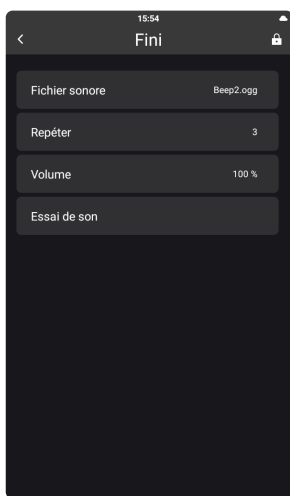 15:54
Fini
Fichier sonore Beep2.ogg
Repéter 3
Volume 100 %
Essai de son